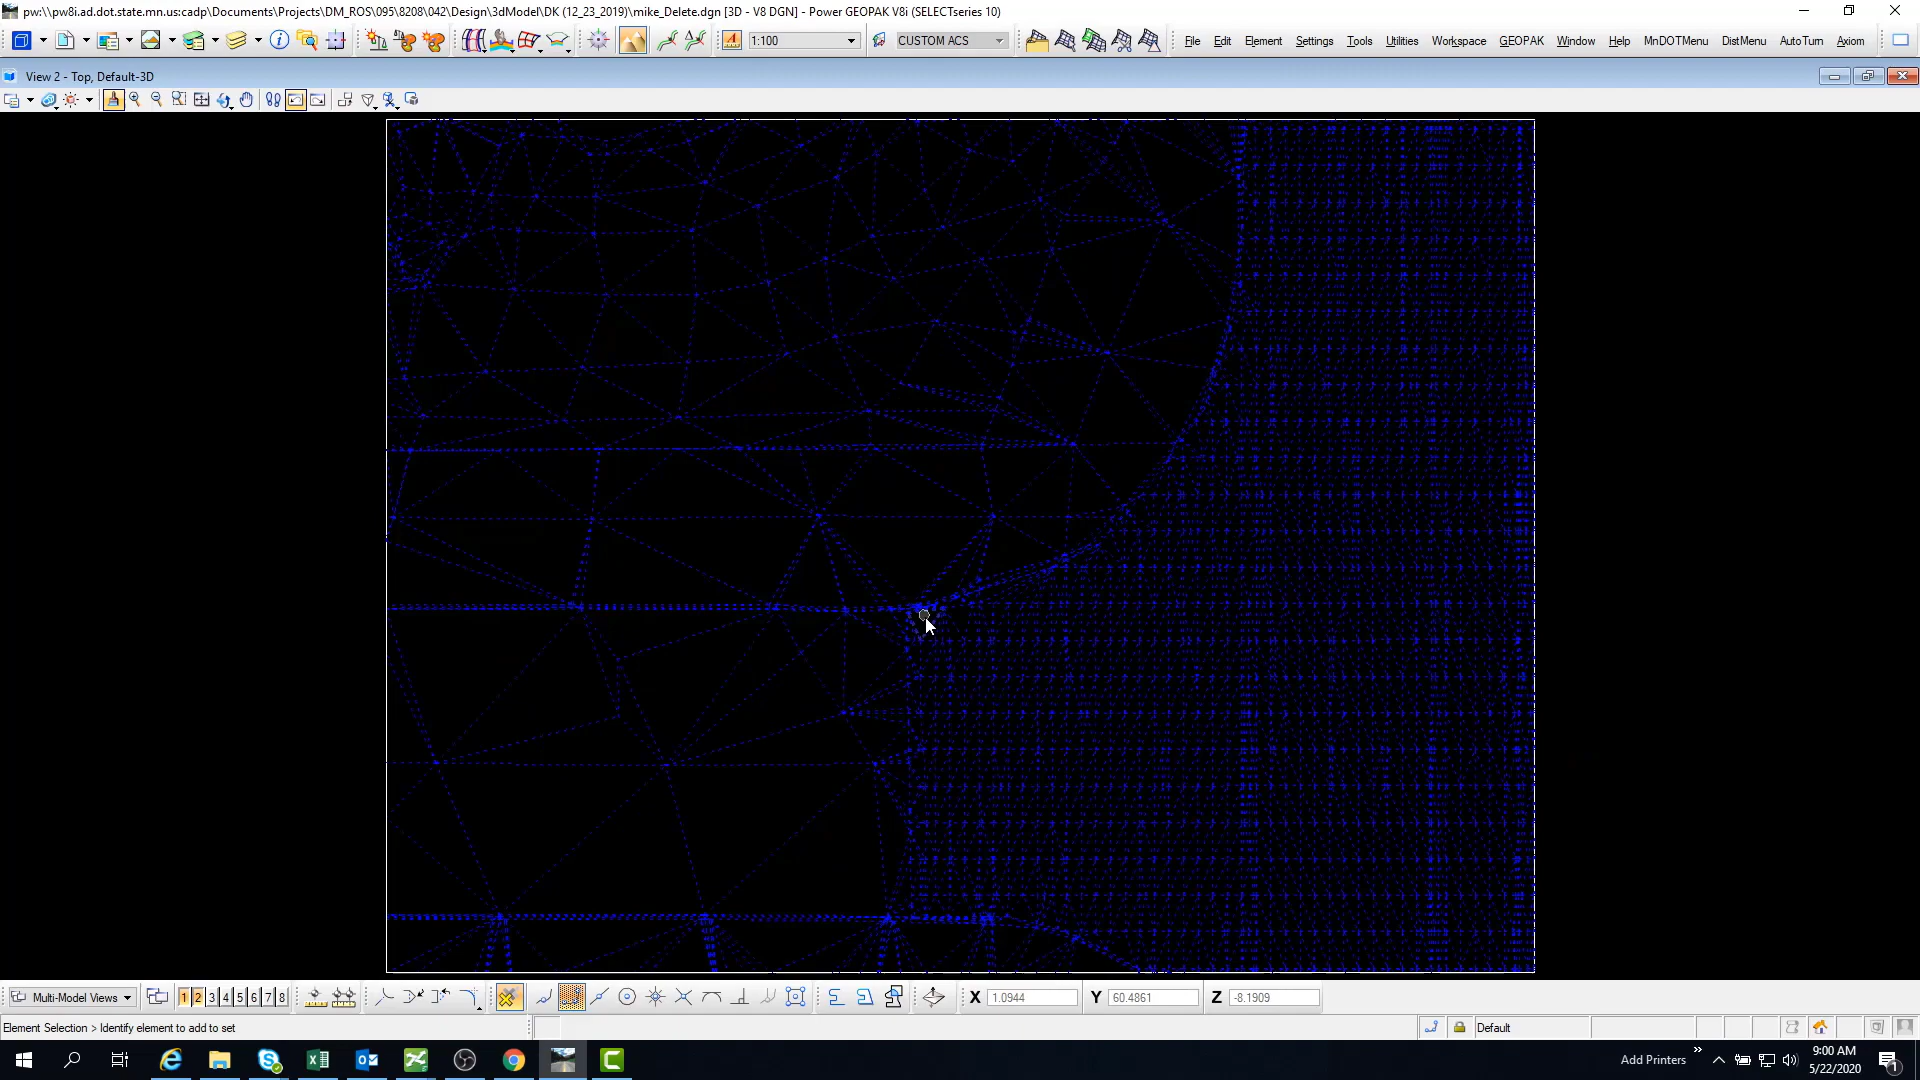 pw:\\pw8i.ad.dot.state.mn.us:cadp\Documents\Projects\DM_ROS\095\8208\042\Design\3dModel\DK (12_23_2019)\mike_Delete.dgn [3D - V8 DGN] - Power GEOPAK V8i (SELECTseries 10)
1:100 CUSTOM ACS File Edit Element Settings Tools Utilities Workspace GEOPAK Window Help MnDOTMenu DistMenu AutoTurn Axiom
View 2 - Top, Default-3D
Multi-Model Views 1 2 3 4 5 6 7 8 X 1.0944 Y 60.4861 Z -8.1909
Element Selection > Identify element to add to set Default
Add Printers 9:00 AM
5/22/2020 1